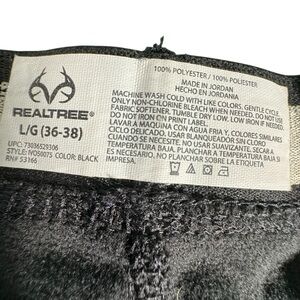 REALTREE
L/G (36-38)
UPC: 73036529306
STYLE: IVOS0075 COLOR: BLACK
RN# 53166
100% POLYESTER / 100% POLIESTER
MADE IN JORDAN
HECHO EN JORDANIA
MACHINE WASH COLD WITH LIKE COLORS. GENTLE CYCLE
ONLY NON-CHLORINE BLEACH WHEN NEEDED. DO NOT USE
FABRIC SOFTENER. TUMBLE DRY LOW. LOW IRON IF NEEDED.
DO NOT IRON ON PRINT LABEL.
LAVAR A MAQUINA CON AGUA FRIA Y, COLORES SIMILARES
CICLO DELICADO. USAR BLANQUEADOR SIN CLORO
CUANDO SE NECESITO. NO USAR SUAVIZANTE. SECAR A
TEMPERATURA BAJA. SI ES NECESARIO, PLANCHAR A
TEMPERATURA BAJA. NO PLANCHAR SOBRE LA ETIQUETA